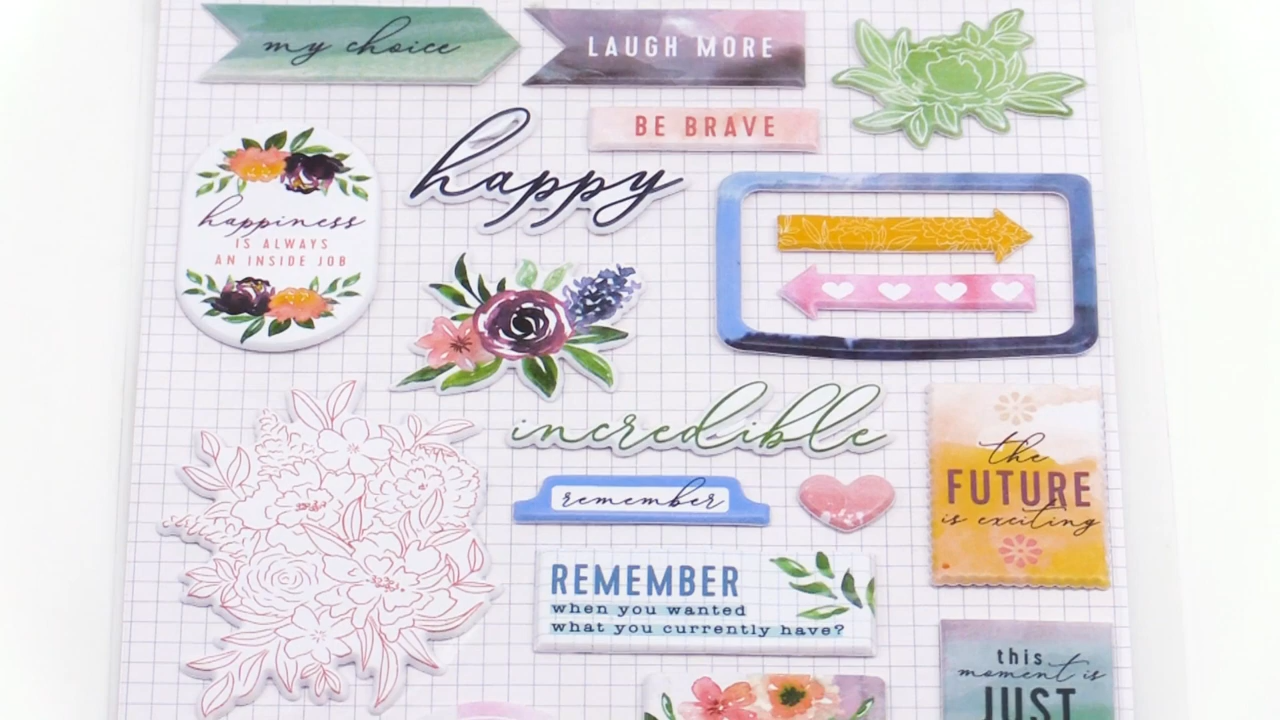 my choice
LAUGH MORE
BE BRAVE
happy
happiness
IS ALWAYS
AN INSIDE JOB
incredible
remember
the
FUTURE
is exciting
REMEMBER
when you wanted
what you currently have?
this
moment is
JUST